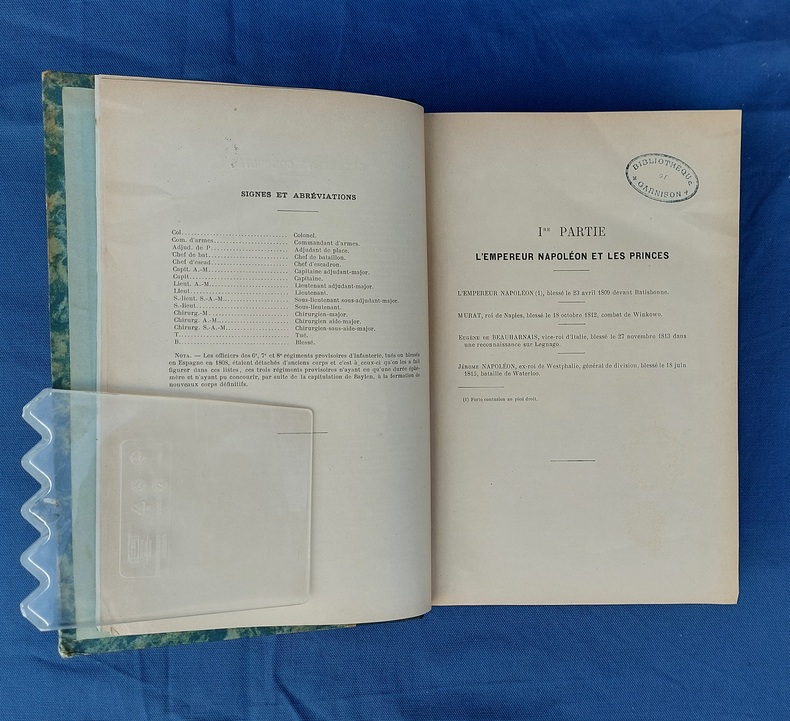 SIGNES ET ABRÉVIATIONS
Col. Colonel.
Com. d'armes. Commandant d'armes.
Adjud. de P. Adjudant de place.
Chef de bat. Chef de bataillon.
Chef d'escad. Chef d'escadron.
Capit. A.-M. Capitaine adjudant-major.
Capit. Capitaine.
Lieut. A.-M. Lieutenant adjudant-major.
Lieut. Lieutenant.
S.-lieut. S.-A.-M. Sous-lieutenant sous-adjudant-major.
S.-lieut. Sous-lieutenant.
Chirurg.-M. Chirurgien-major.
Chirurg. A.-M. Chirurgien aide-major.
Chirurg. S.-A.-M. Chirurgien-sous-aide-major.
T. Tué.
B. Blessé.
NOTA. — Les officiers des 6e, 7e et 8e régiments provisoires d'infanterie, tués ou blessés
en Espagne en 1808, étaient détachés d'anciens corps et c'est à ceux-ci qu'on les a fait
figurer dans ces listes, ces trois régiments provisoires n'ayant eu qu'une durée éphé-
mère et n'ayant pu concourir, par suite de la capitulation de Baylen, à la formation de
nouveaux corps définitifs.
BIBLIOTHÈQUE
DE
GARNISON
Ire PARTIE
L'EMPEREUR NAPOLÉON ET LES PRINCES
L'EMPEREUR NAPOLÉON (1), blessé le 23 avril 1809 devant Ratisbonne.
MURAT, roi de Naples, blessé le 18 octobre 1812, combat de Winkowo.
EUGÈNE DE BEAUHARNAIS, vice-roi d'Italie, blessé le 27 novembre 1813 dans
une reconnaissance sur Legnago.
JÉRÔME NAPOLÉON, ex-roi de Westphalie, général de division, blessé le 18 juin
1815, bataille de Waterloo.
(1) Forte contusion au pied droit.